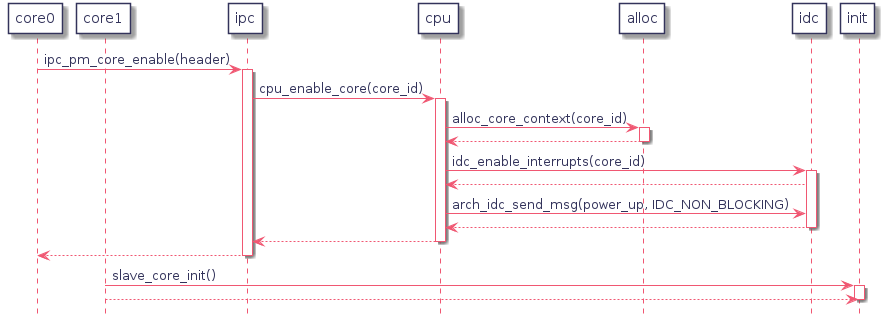 core0 core1 ipc cpu alloc idc init
ipc_pm_core_enable(header)
cpu_enable_core(core_id)
alloc_core_context(core_id)
idc_enable_interrupts(core_id)
arch_idc_send_msg(power_up, IDC_NON_BLOCKING)
slave_core_init()